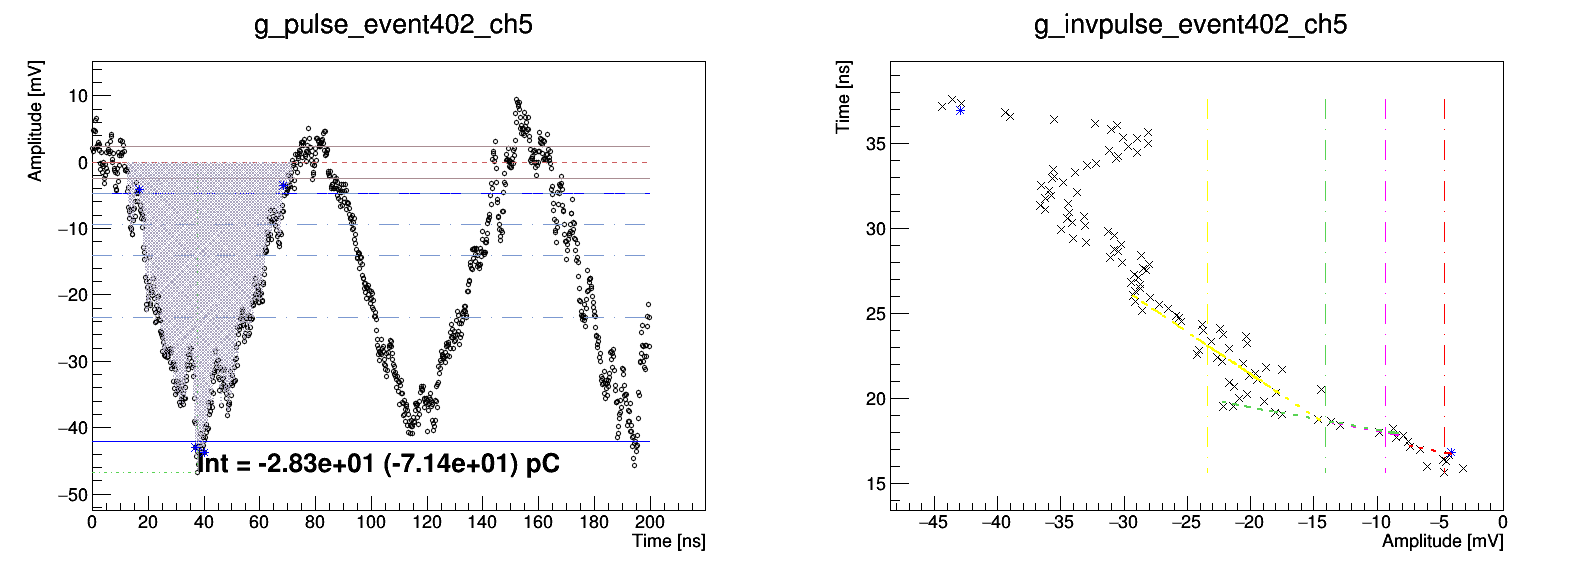 g_pulse_event402_ch5
Amplitude [mV]
10
0
−10
−20
−30
−40
−50
Int = -2.83e+01 (-7.14e+01) pC
0 20 40 60 80 100 120 140 160 180 200
Time [ns]
g_invpulse_event402_ch5
Time [ns]
35
30
25
20
15
−45 −40 −35 −30 −25 −20 −15 −10 −5 0
Amplitude [mV]